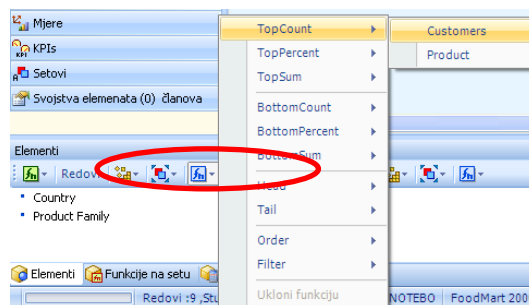 Mjere
KPIs
Setovi
Svojstva elemenata (0) članova
Elementi
Country
Product Family
Elementi
Funkcije na setu
Redovi :9 ,Stu
TopCount
TopPercent
TopSum
BottomCount
BottomPercent
BottomSum
Head
Tail
Order
Filter
Ukloni funkciju
Customers
Product
NOTEBO
FoodMart 200